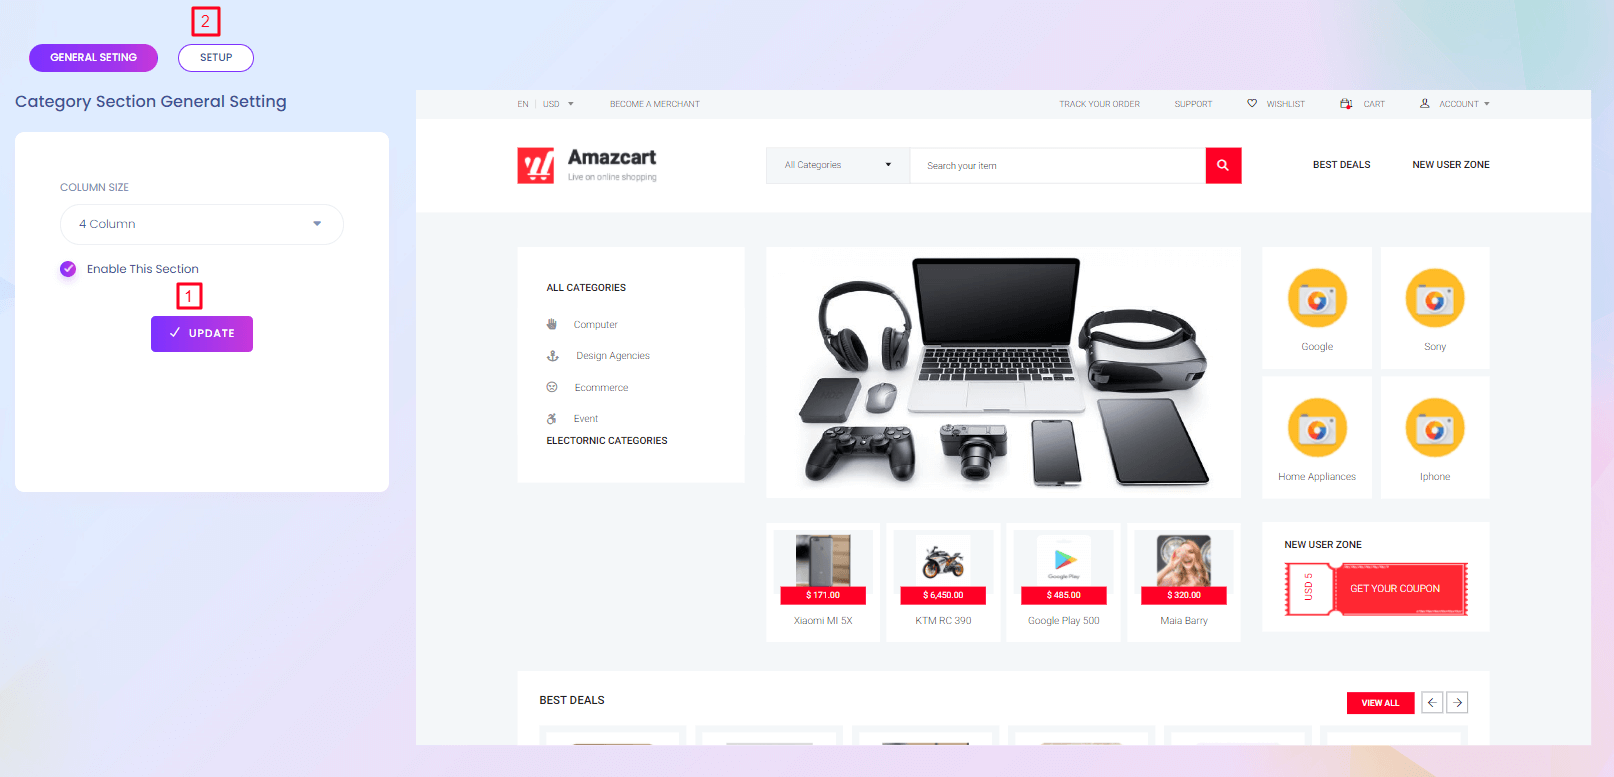 2
GENERAL SETING
SETUP
Category Section General Setting
COLUMN SIZE
4 Column
Enable This Section
1
UPDATE
EN USD BECOME A MERCHANT TRACK YOUR ORDER SUPPORT WISHLIST CART ACCOUNT
Amazcart
Live on online shopping
All Categories Search your item BEST DEALS NEW USER ZONE
ALL CATEGORIES
Computer
Design Agencies
Ecommerce
Event
ELECTORNIC CATEGORIES
Google Sony
Home Appliances Iphone
Google Play
$ 171.00 $ 6,450.00 $ 485.00 $ 320.00
Xiaomi MI 5X KTM RC 390 Google Play 500 Maia Barry
NEW USER ZONE
USD 5 GET YOUR COUPON
BEST DEALS VIEW ALL